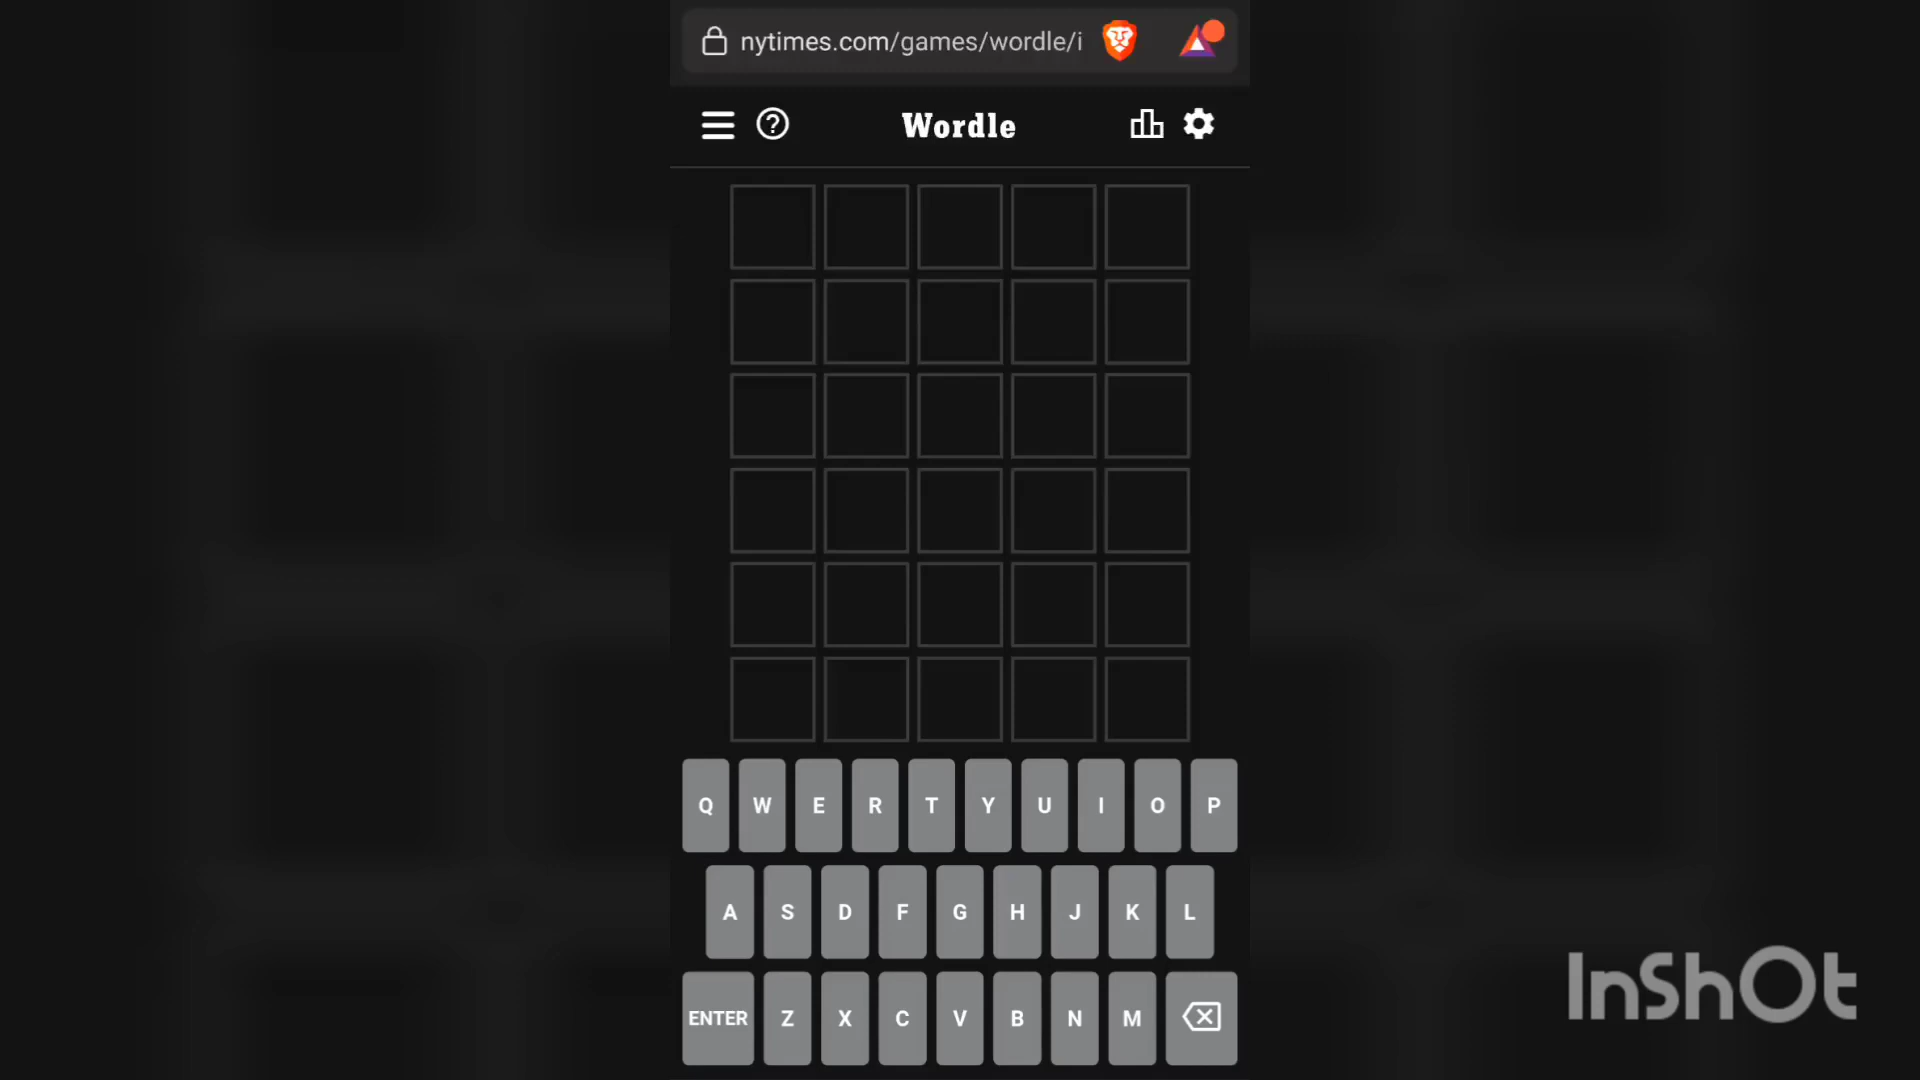 nytimes.com/games/wordle/i
Wordle
Q W E R T Y U I O P
A S D F G H J K L
ENTER Z X C V B N M
InShOt